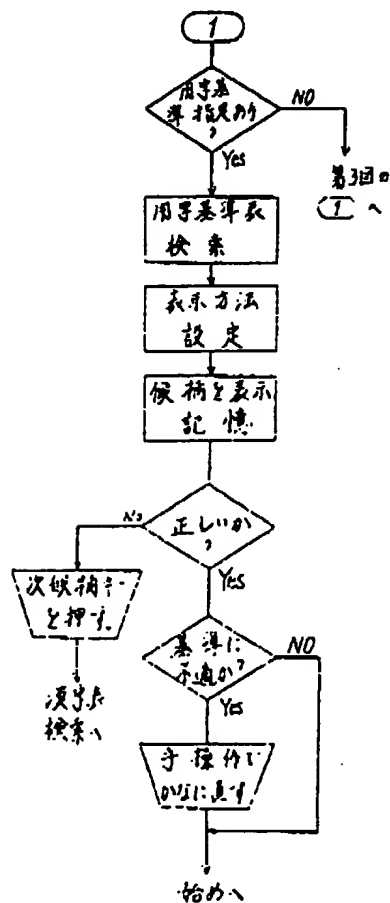 1
用字基
準指定あり
?
NO
Yes
第3図の
1 へ
用字基準表
検索
表示方法
設定
候補を表示
記憶
正しいか
?
No
YES
次候補キー
を押す。
漢字表
検索へ
基準に
不適か?
NO
Yes
手操作で
かなに直す
始めへ